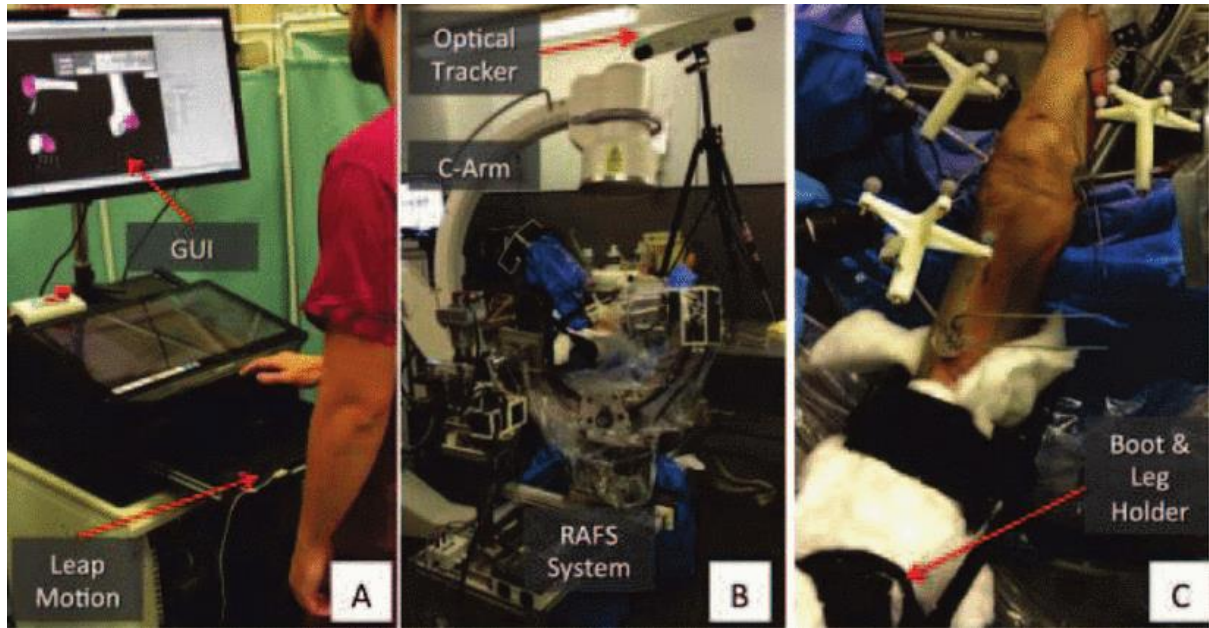 GUI
Leap
Motion
A
Optical
Tracker
C-Arm
RAFS
System
B
Boot &
Leg
Holder
C